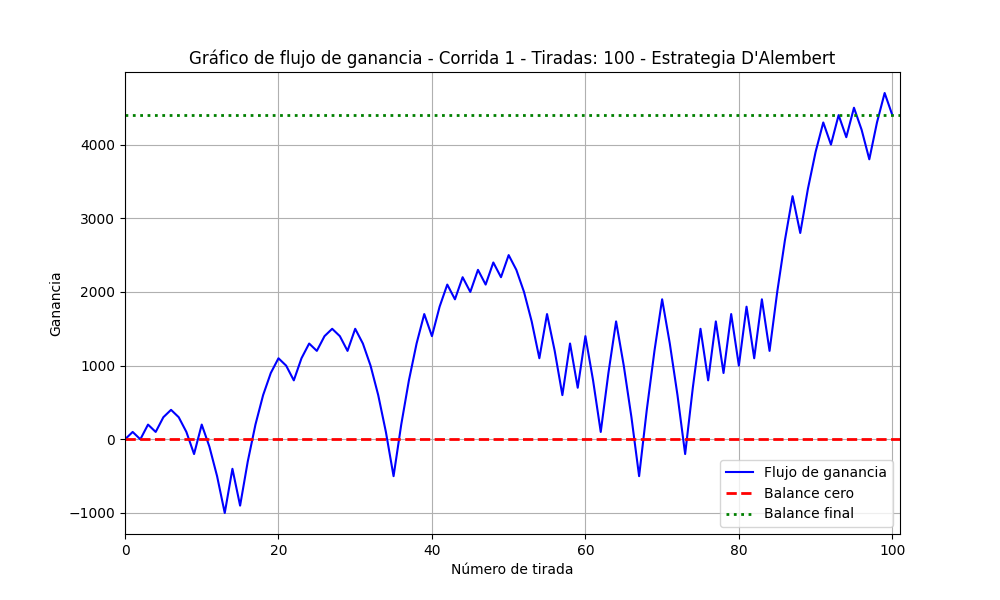 Gráfico de flujo de ganancia - Corrida 1 - Tiradas: 100 - Estrategia D'Alembert
Ganancia
4000
3000
2000
1000
0
−1000
Flujo de ganancia
Balance cero
Balance final
0 20 40 60 80 100
Número de tirada